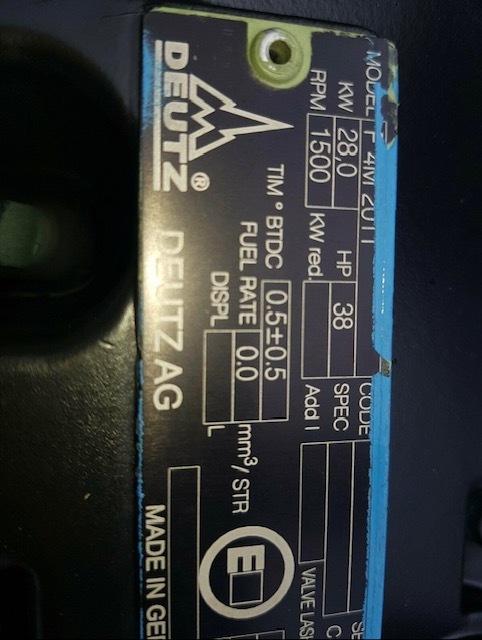 MODEL F 4M 2011 CODE
KW 28,0 HP 38 SPEC
RPM 1500 KW red. Add I
VALVE LAS
TIM ° BTDC 0.5±0.5
FUEL RATE 0.0 mm³/STR
DISPL L
E
DEUTZ®
DEUTZ AG
MADE IN GE